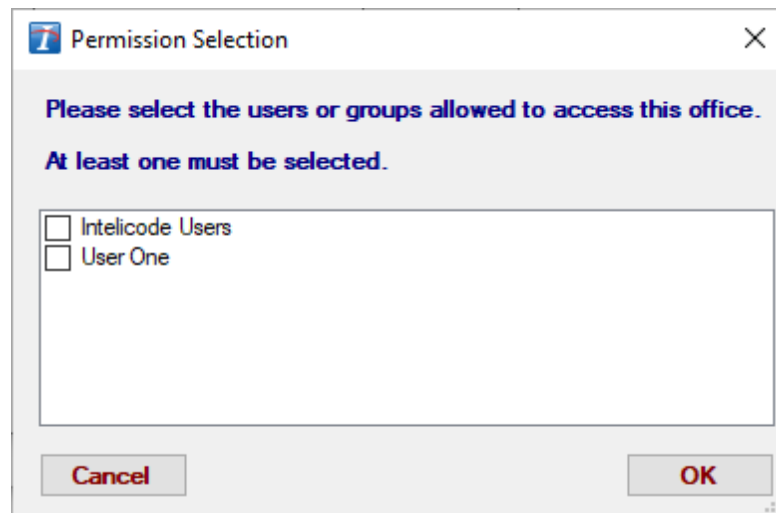 Permission Selection
Please select the users or groups allowed to access this office.
At least one must be selected.
Intelicode Users
User One
Cancel
OK